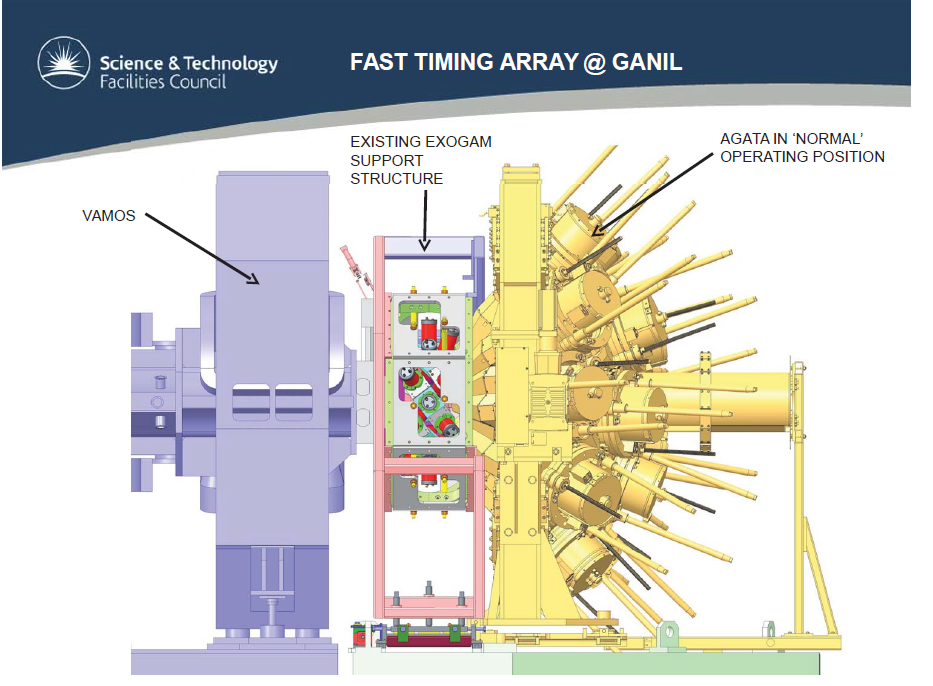 Science & Technology
Facilities Council
FAST TIMING ARRAY @ GANIL
EXISTING EXOGAM
SUPPORT
STRUCTURE
AGATA IN ‘NORMAL’
OPERATING POSITION
VAMOS